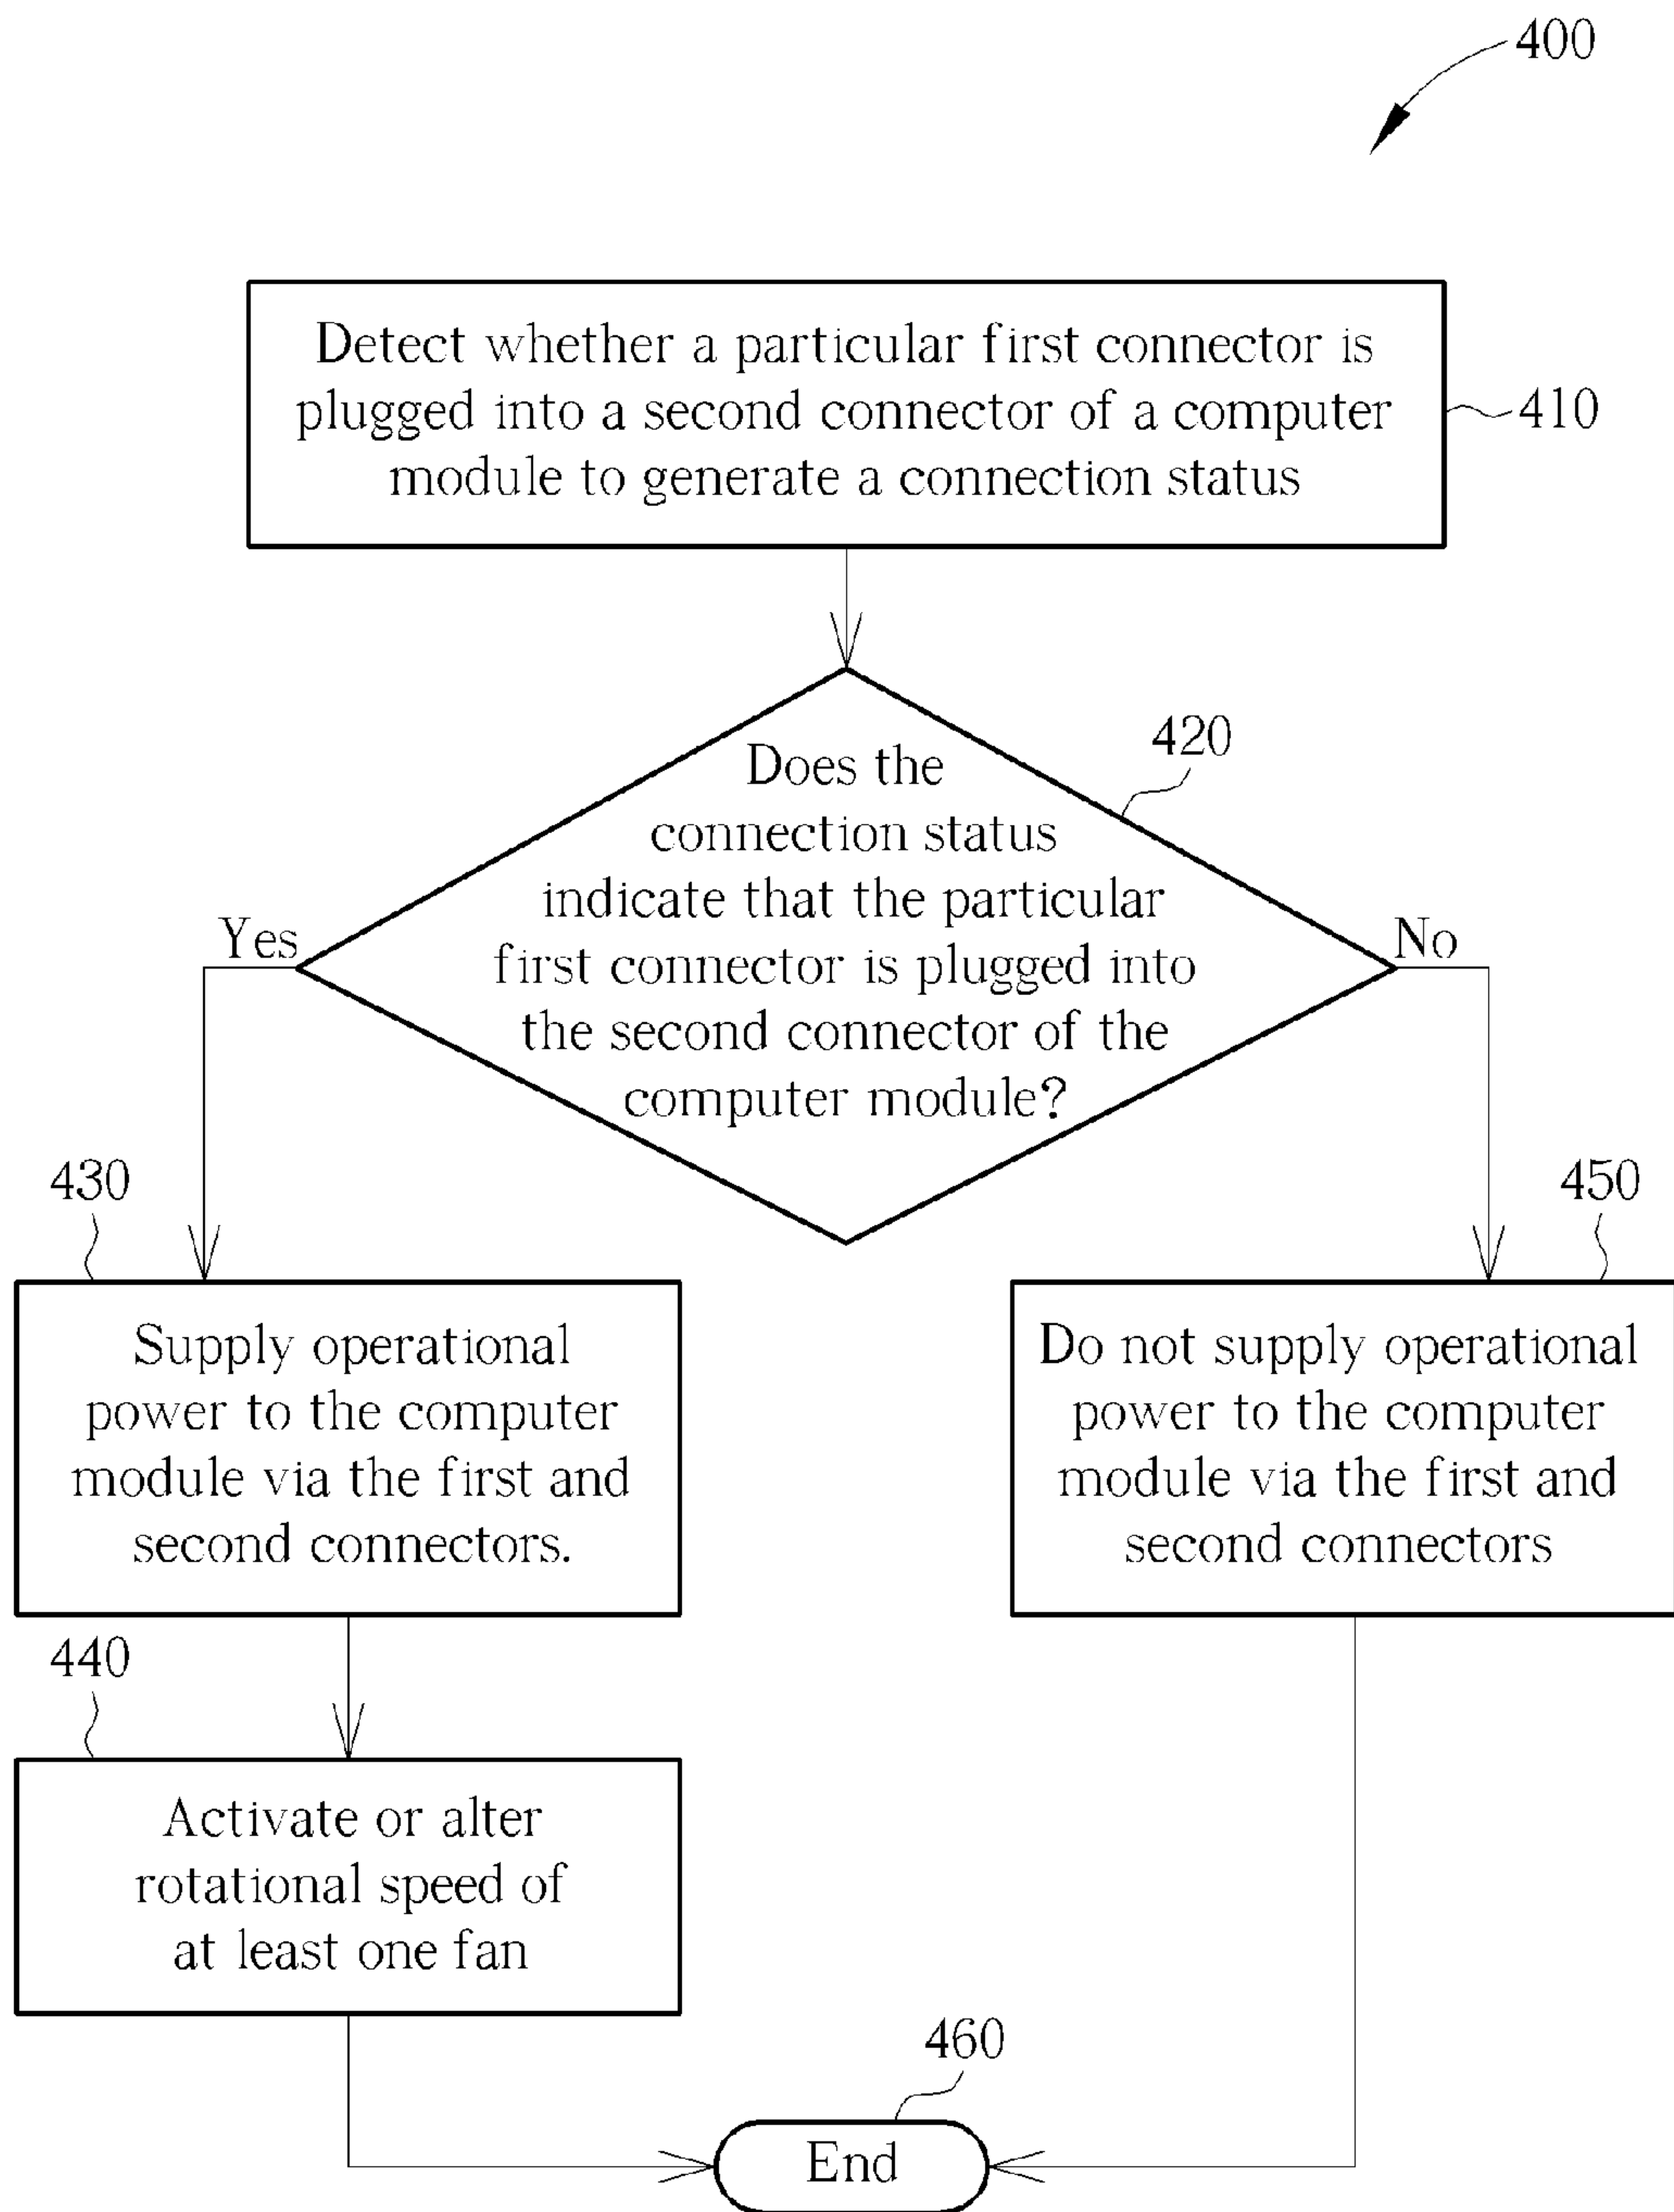 400
Detect whether a particular first connector is
plugged into a second connector of a computer
module to generate a connection status
410
420
Does the
connection status
indicate that the particular
first connector is plugged into
the second connector of the
computer module?
Yes
No
430
Supply operational
power to the computer
module via the first and
second connectors.
450
Do not supply operational
power to the computer
module via the first and
second connectors
440
Activate or alter
rotational speed of
at least one fan
460
End